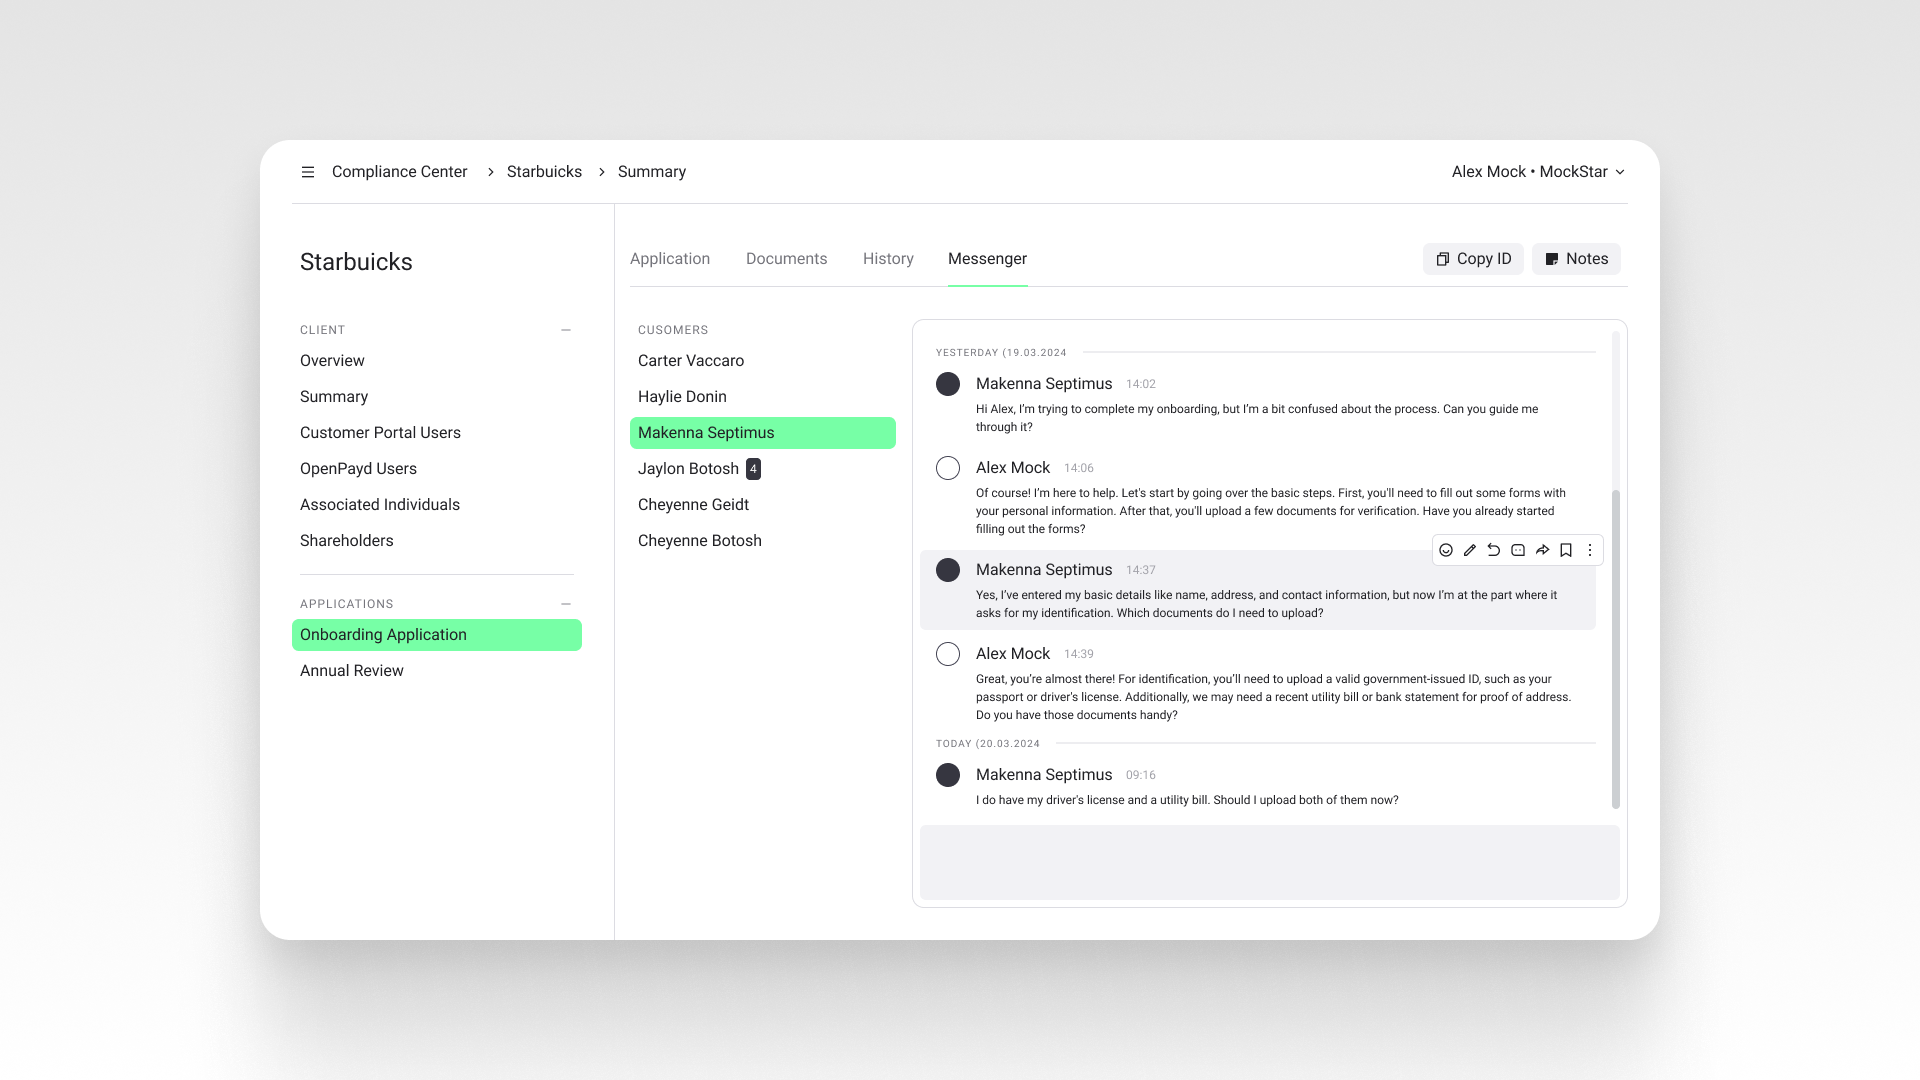 Compliance Center > Starbuicks > Summary
Alex Mock • MockStar
Starbuicks
CLIENT
Overview
Summary
Customer Portal Users
OpenPayd Users
Associated Individuals
Shareholders
APPLICATIONS
Onboarding Application
Annual Review
Application Documents History Messenger
Copy ID Notes
CUSOMERS
Carter Vaccaro
Haylie Donin
Makenna Septimus
Jaylon Botosh 4
Cheyenne Geidt
Cheyenne Botosh
YESTERDAY (19.03.2024
Makenna Septimus 14:02
Hi Alex, I’m trying to complete my onboarding, but I’m a bit confused about the process. Can you guide me
through it?
Alex Mock 14:06
Of course! I’m here to help. Let's start by going over the basic steps. First, you'll need to fill out some forms with
your personal information. After that, you'll upload a few documents for verification. Have you already started
filling out the forms?
Makenna Septimus 14:37
Yes, I’ve entered my basic details like name, address, and contact information, but now I’m at the part where it
asks for my identification. Which documents do I need to upload?
Alex Mock 14:39
Great, you’re almost there! For identification, you’ll need to upload a valid government-issued ID, such as your
passport or driver's license. Additionally, we may need a recent utility bill or bank statement for proof of address.
Do you have those documents handy?
TODAY (20.03.2024
Makenna Septimus 09:16
I do have my driver's license and a utility bill. Should I upload both of them now?